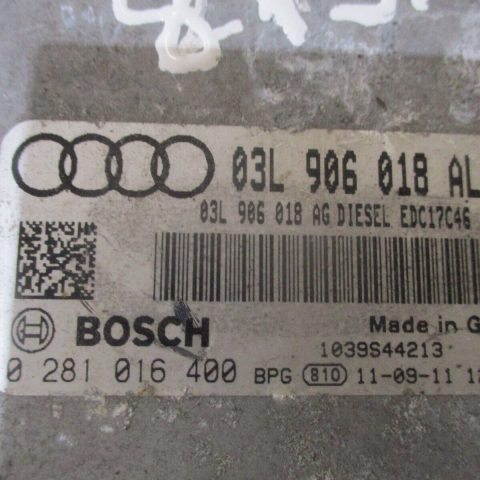 03L 906 018 AL
03L 906 018 AG DIESEL EDC17C46
BOSCH
Made in G
1039S44213
0 281 016 400 BPG 810 11-09-11